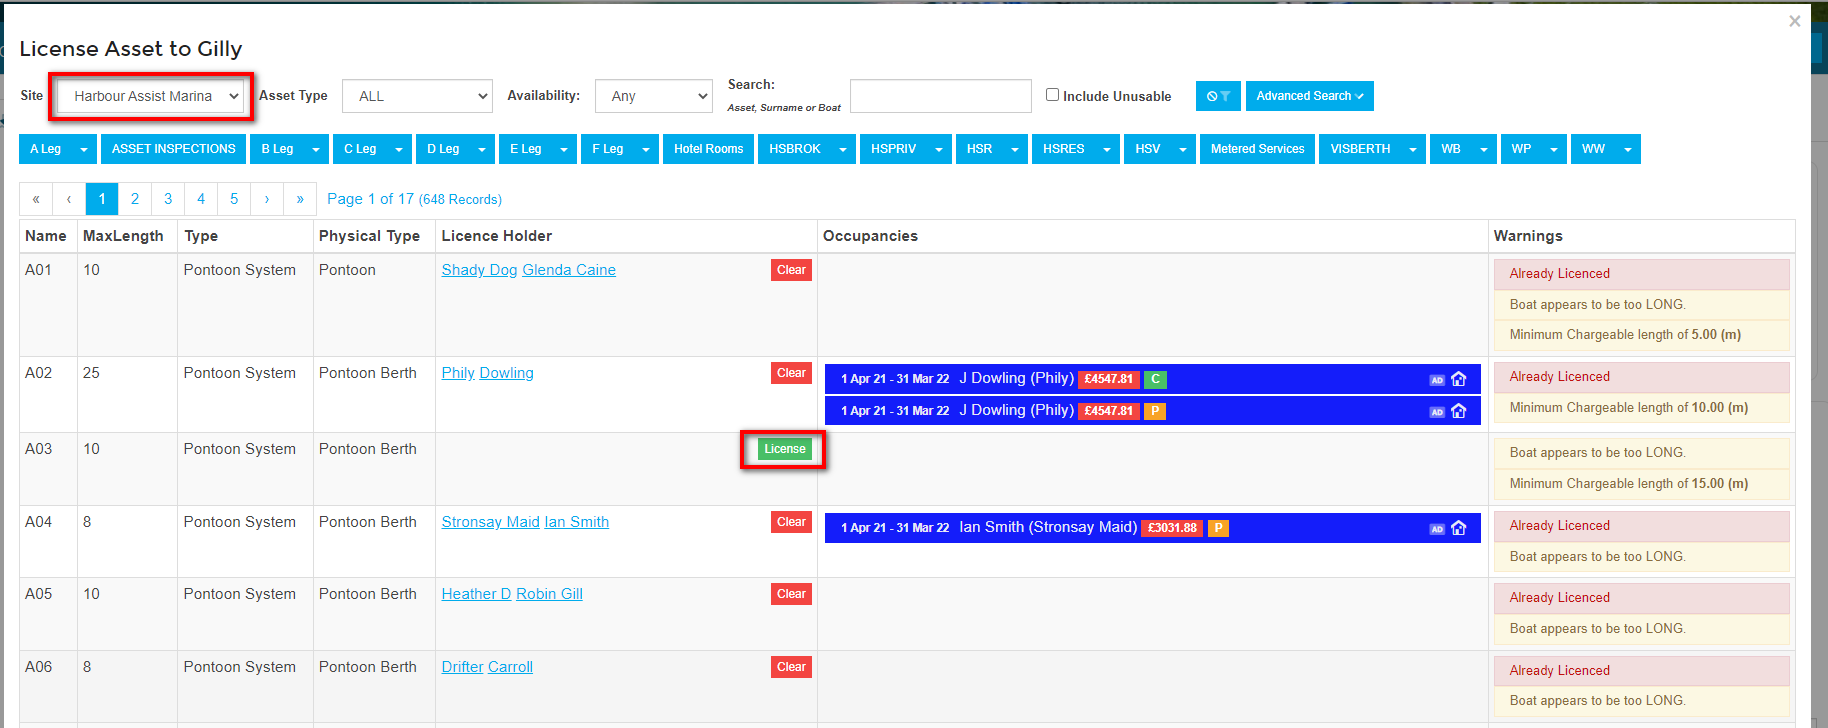 License Asset to Gilly
×
Site Harbour Assist Marina Asset Type ALL Availability: Any Search: Asset, Surname or Boat Include Unusable Advanced Search
A Leg ASSET INSPECTIONS B Leg C Leg D Leg E Leg F Leg Hotel Rooms HSBROK HSPRIV HSR HSRES HSV Metered Services VISBERTH WB WP WW
« ‹ 1 2 3 4 5 › » Page 1 of 17 (648 Records)
Name MaxLength Type Physical Type Licence Holder Occupancies Warnings
A01 10 Pontoon System Pontoon Shady Dog Glenda Caine Clear Already Licenced
Boat appears to be too LONG.
Minimum Chargeable length of 5.00 (m)
A02 25 Pontoon System Pontoon Berth Phily Dowling Clear 1 Apr 21 - 31 Mar 22 J Dowling (Phily) £4547.81 C AD Already Licenced
1 Apr 21 - 31 Mar 22 J Dowling (Phily) £4547.81 P AD Minimum Chargeable length of 10.00 (m)
A03 10 Pontoon System Pontoon Berth License Boat appears to be too LONG.
Minimum Chargeable length of 15.00 (m)
A04 8 Pontoon System Pontoon Berth Stronsay Maid Ian Smith Clear 1 Apr 21 - 31 Mar 22 Ian Smith (Stronsay Maid) £3031.88 P AD Already Licenced
Boat appears to be too LONG.
A05 10 Pontoon System Pontoon Berth Heather D Robin Gill Clear Already Licenced
Boat appears to be too LONG.
A06 8 Pontoon System Pontoon Berth Drifter Carroll Clear Already Licenced
Boat appears to be too LONG.